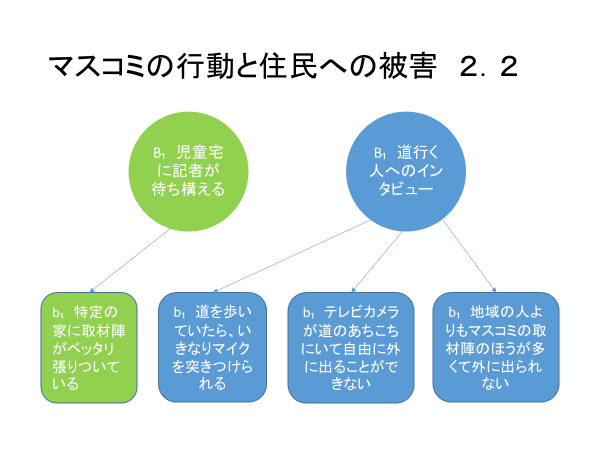 マスコミの行動と住民への被害　２．２
B₁　児童宅
に記者が
待ち構える
B₁　道行く
人へのイン
タビュー
b₁　特定の
家に取材陣
がベッタリ
張りついて
いる
b₁　道を歩い
ていたら、い
きなりマイク
を突きつけら
れる
b₁　テレビカメラ
が道のあちこち
にいて自由に外
に出ることがで
きない
b₁　地域の人よ
りもマスコミの取
材陣のほうが多
くて外に出られ
ない